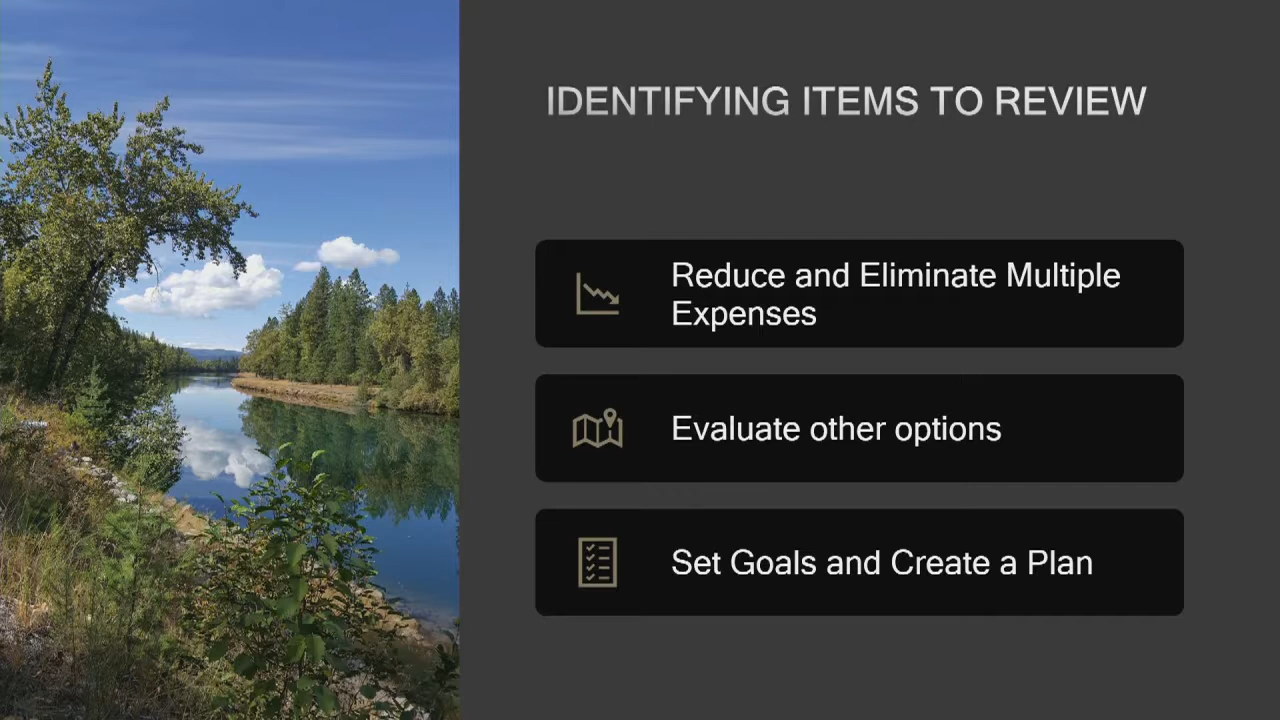 IDENTIFYING ITEMS TO REVIEW
Reduce and Eliminate Multiple
Expenses
Evaluate other options
Set Goals and Create a Plan